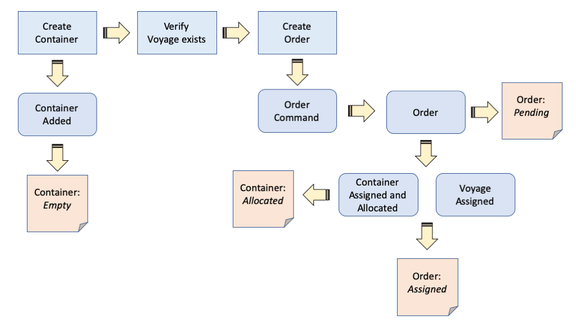 Create
Container
Verify
Voyage exists
Create
Order
Container
Added
Order
Command
Order
Order:
Pending
Container:
Empty
Container:
Allocated
Container
Assigned and
Allocated
Voyage
Assigned
Order:
Assigned